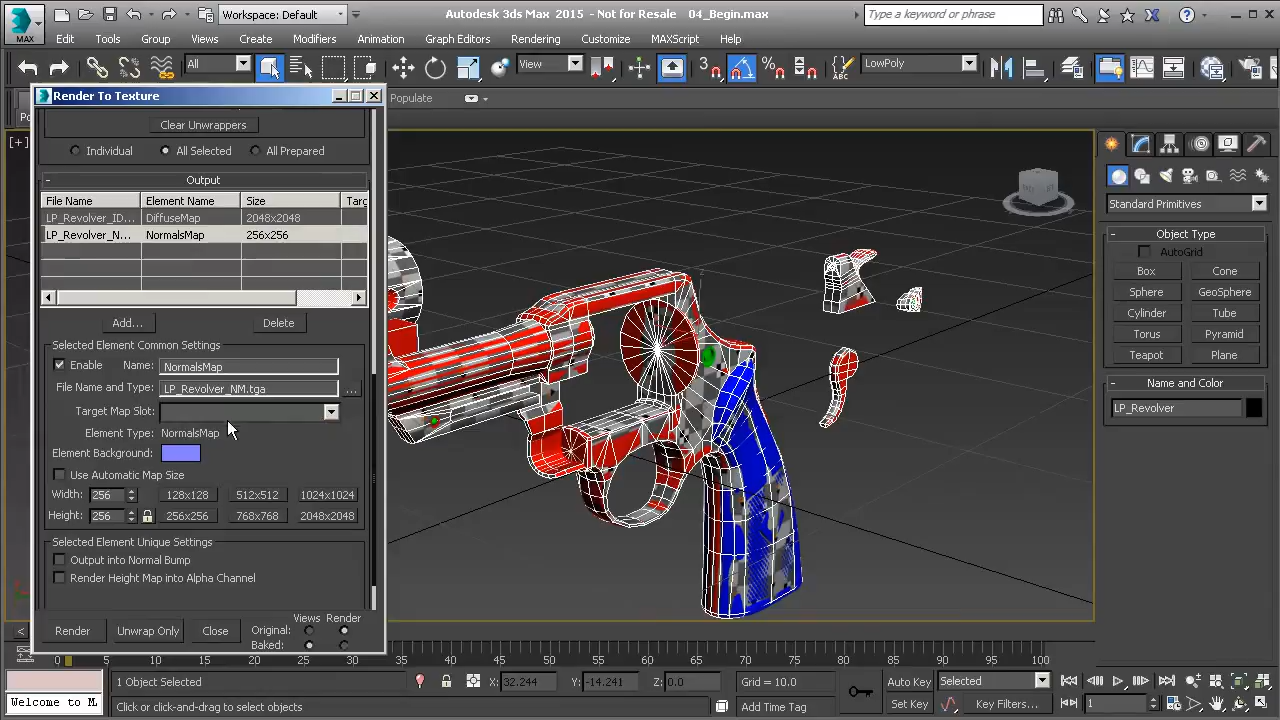 MAX
Workspace: Default
Autodesk 3ds Max 2015 - Not for Resale 04_Begin.max
Type a keyword or phrase
Edit Tools Group Views Create Modifiers Animation Graph Editors Rendering Customize MAXScript Help
All View LowPoly
Render To Texture
Populate
Clear Unwrappers
Individual All Selected All Prepared
[+]
Output
File Name Element Name Size Targ
LP_Revolver_ID... DiffuseMap 2048x2048
LP_Revolver_N... NormalsMap 256x256
Add... Delete
Selected Element Common Settings
Enable Name: NormalsMap
File Name and Type: LP_Revolver_NM.tga ...
Target Map Slot:
Element Type: NormalsMap
Element Background:
Use Automatic Map Size
Width: 256 128x128 512x512 1024x1024
Height: 256 256x256 768x768 2048x2048
Selected Element Unique Settings
Output into Normal Bump
Render Height Map into Alpha Channel
Views Render
Render Unwrap Only Close Original:
Baked:
Standard Primitives
Object Type
AutoGrid
Box Cone
Sphere GeoSphere
Cylinder Tube
Torus Pyramid
Teapot Plane
Name and Color
LP_Revolver
0 5 10 15 20 25 30 35 40 45 50 55 60 65 70 75 80 85 90 95 100
1 Object Selected X: 32.244 Y: -14.241 Z: 0.0 Grid = 10.0 Auto Key Selected
Welcome to M Click or click-and-drag to select objects Add Time Tag Set Key Key Filters... 1